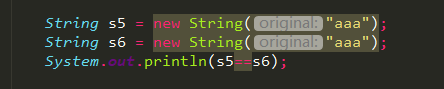 String s5 = new String( original: "aaa");
String s6 = new String( original: "aaa");
System.out.println(s5==s6);